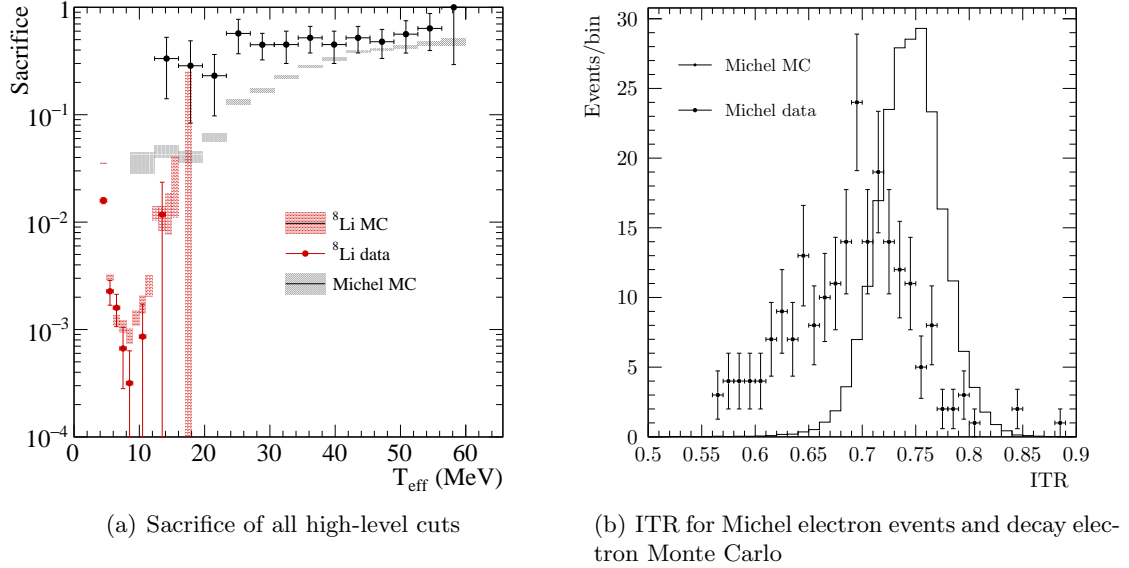 Sacrifice
1
10⁻¹
10⁻²
10⁻³
10⁻⁴
⁸Li MC
⁸Li data
Michel MC
0 10 20 30 40 50 60
T_eff (MeV)
(a) Sacrifice of all high-level cuts
Events/bin
30
25
20
15
10
5
0
Michel MC
Michel data
0.5 0.55 0.6 0.65 0.7 0.75 0.8 0.85 0.9
ITR
(b) ITR for Michel electron events and decay elec-
tron Monte Carlo